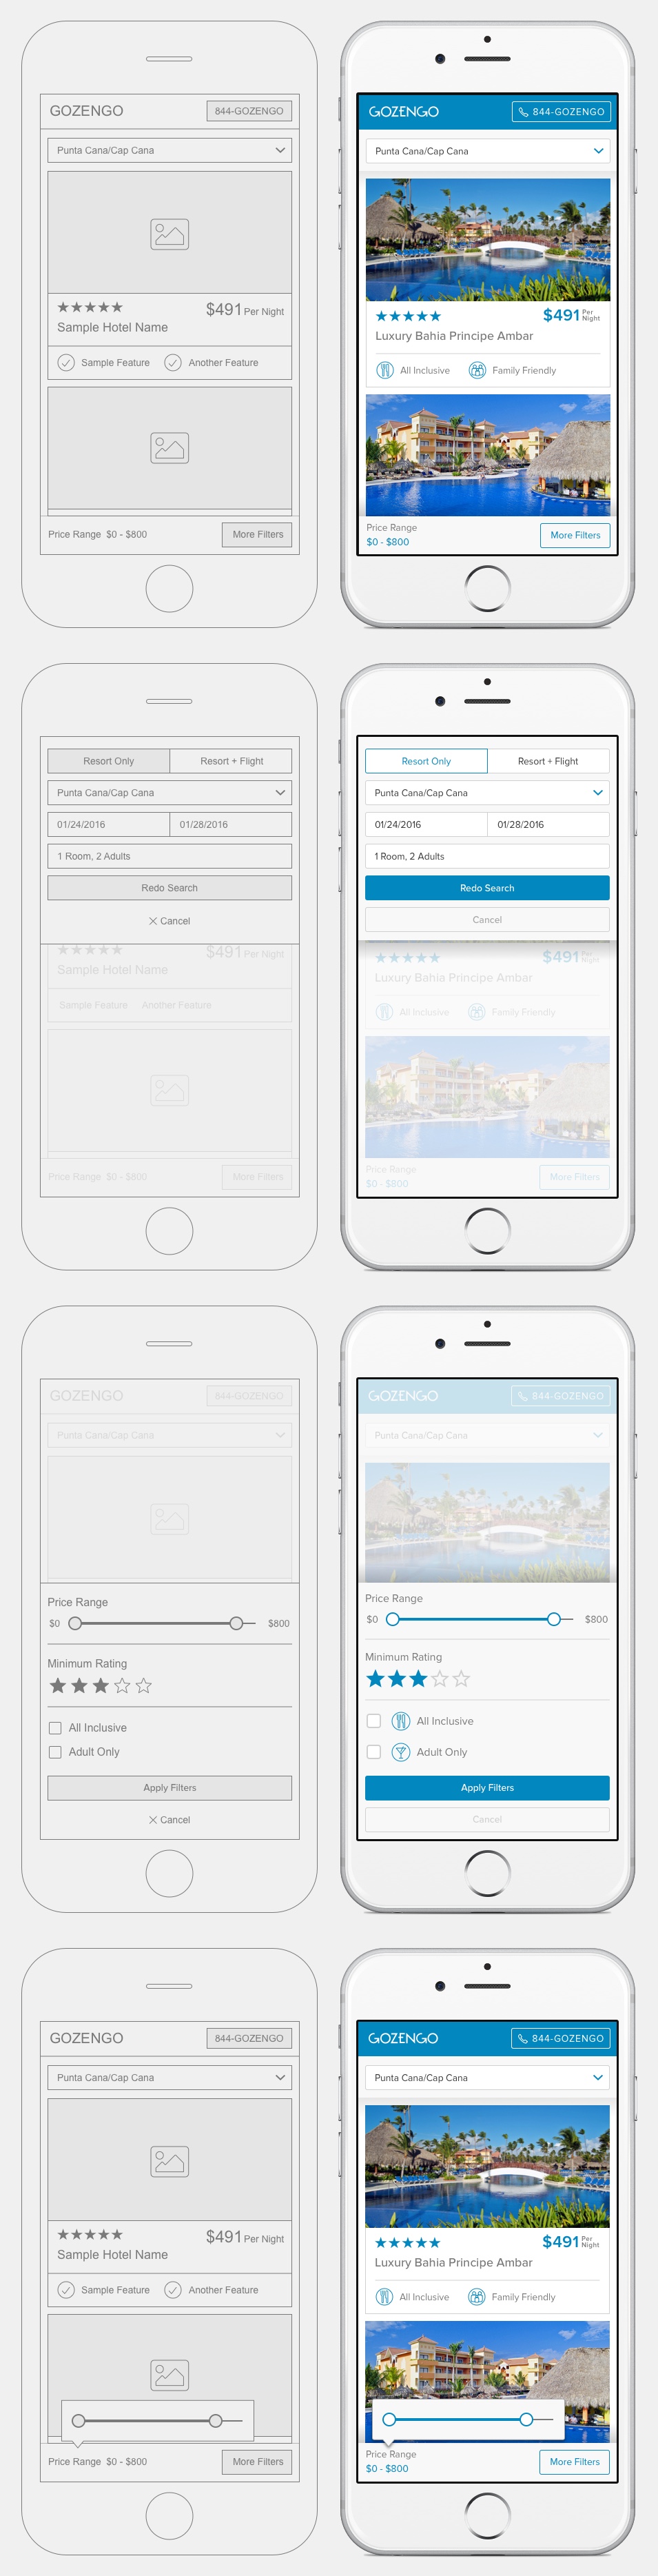 GOZENGO 844-GOZENGO
Punta Cana/Cap Cana
$491 Per Night
Sample Hotel Name
Sample Feature Another Feature
Price Range $0 - $800 More Filters
GOZENGO 844-GOZENGO
Punta Cana/Cap Cana
$491 Per Night
Luxury Bahia Principe Ambar
All Inclusive Family Friendly
Price Range
$0 - $800 More Filters
Resort Only Resort + Flight
Punta Cana/Cap Cana
01/24/2016 01/28/2016
1 Room, 2 Adults
Redo Search
Cancel
$491 Per Night
Sample Hotel Name
Sample Feature Another Feature
Price Range $0 - $800 More Filters
Resort Only Resort + Flight
Punta Cana/Cap Cana
01/24/2016 01/28/2016
1 Room, 2 Adults
Redo Search
Cancel
$491 Per Night
Luxury Bahia Principe Ambar
All Inclusive Family Friendly
Price Range
$0 - $800 More Filters
GOZENGO 844-GOZENGO
Punta Cana/Cap Cana
Price Range
$0 $800
Minimum Rating
All Inclusive
Adult Only
Apply Filters
Cancel
GOZENGO 844-GOZENGO
Punta Cana/Cap Cana
Price Range
$0 $800
Minimum Rating
All Inclusive
Adult Only
Apply Filters
Cancel
GOZENGO 844-GOZENGO
Punta Cana/Cap Cana
$491 Per Night
Sample Hotel Name
Sample Feature Another Feature
Price Range $0 - $800 More Filters
GOZENGO 844-GOZENGO
Punta Cana/Cap Cana
$491 Per Night
Luxury Bahia Principe Ambar
All Inclusive Family Friendly
Price Range
$0 - $800 More Filters